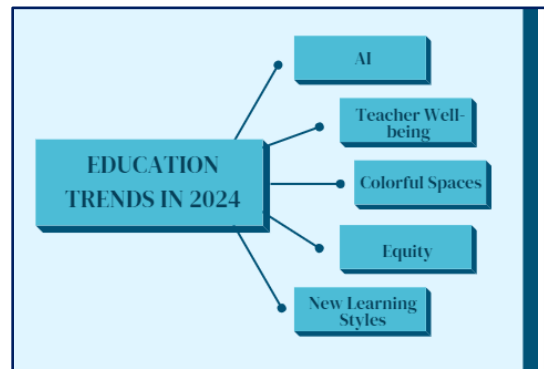 EDUCATION
TRENDS IN 2024
AI
Teacher Well-
being
Colorful Spaces
Equity
New Learning
Styles